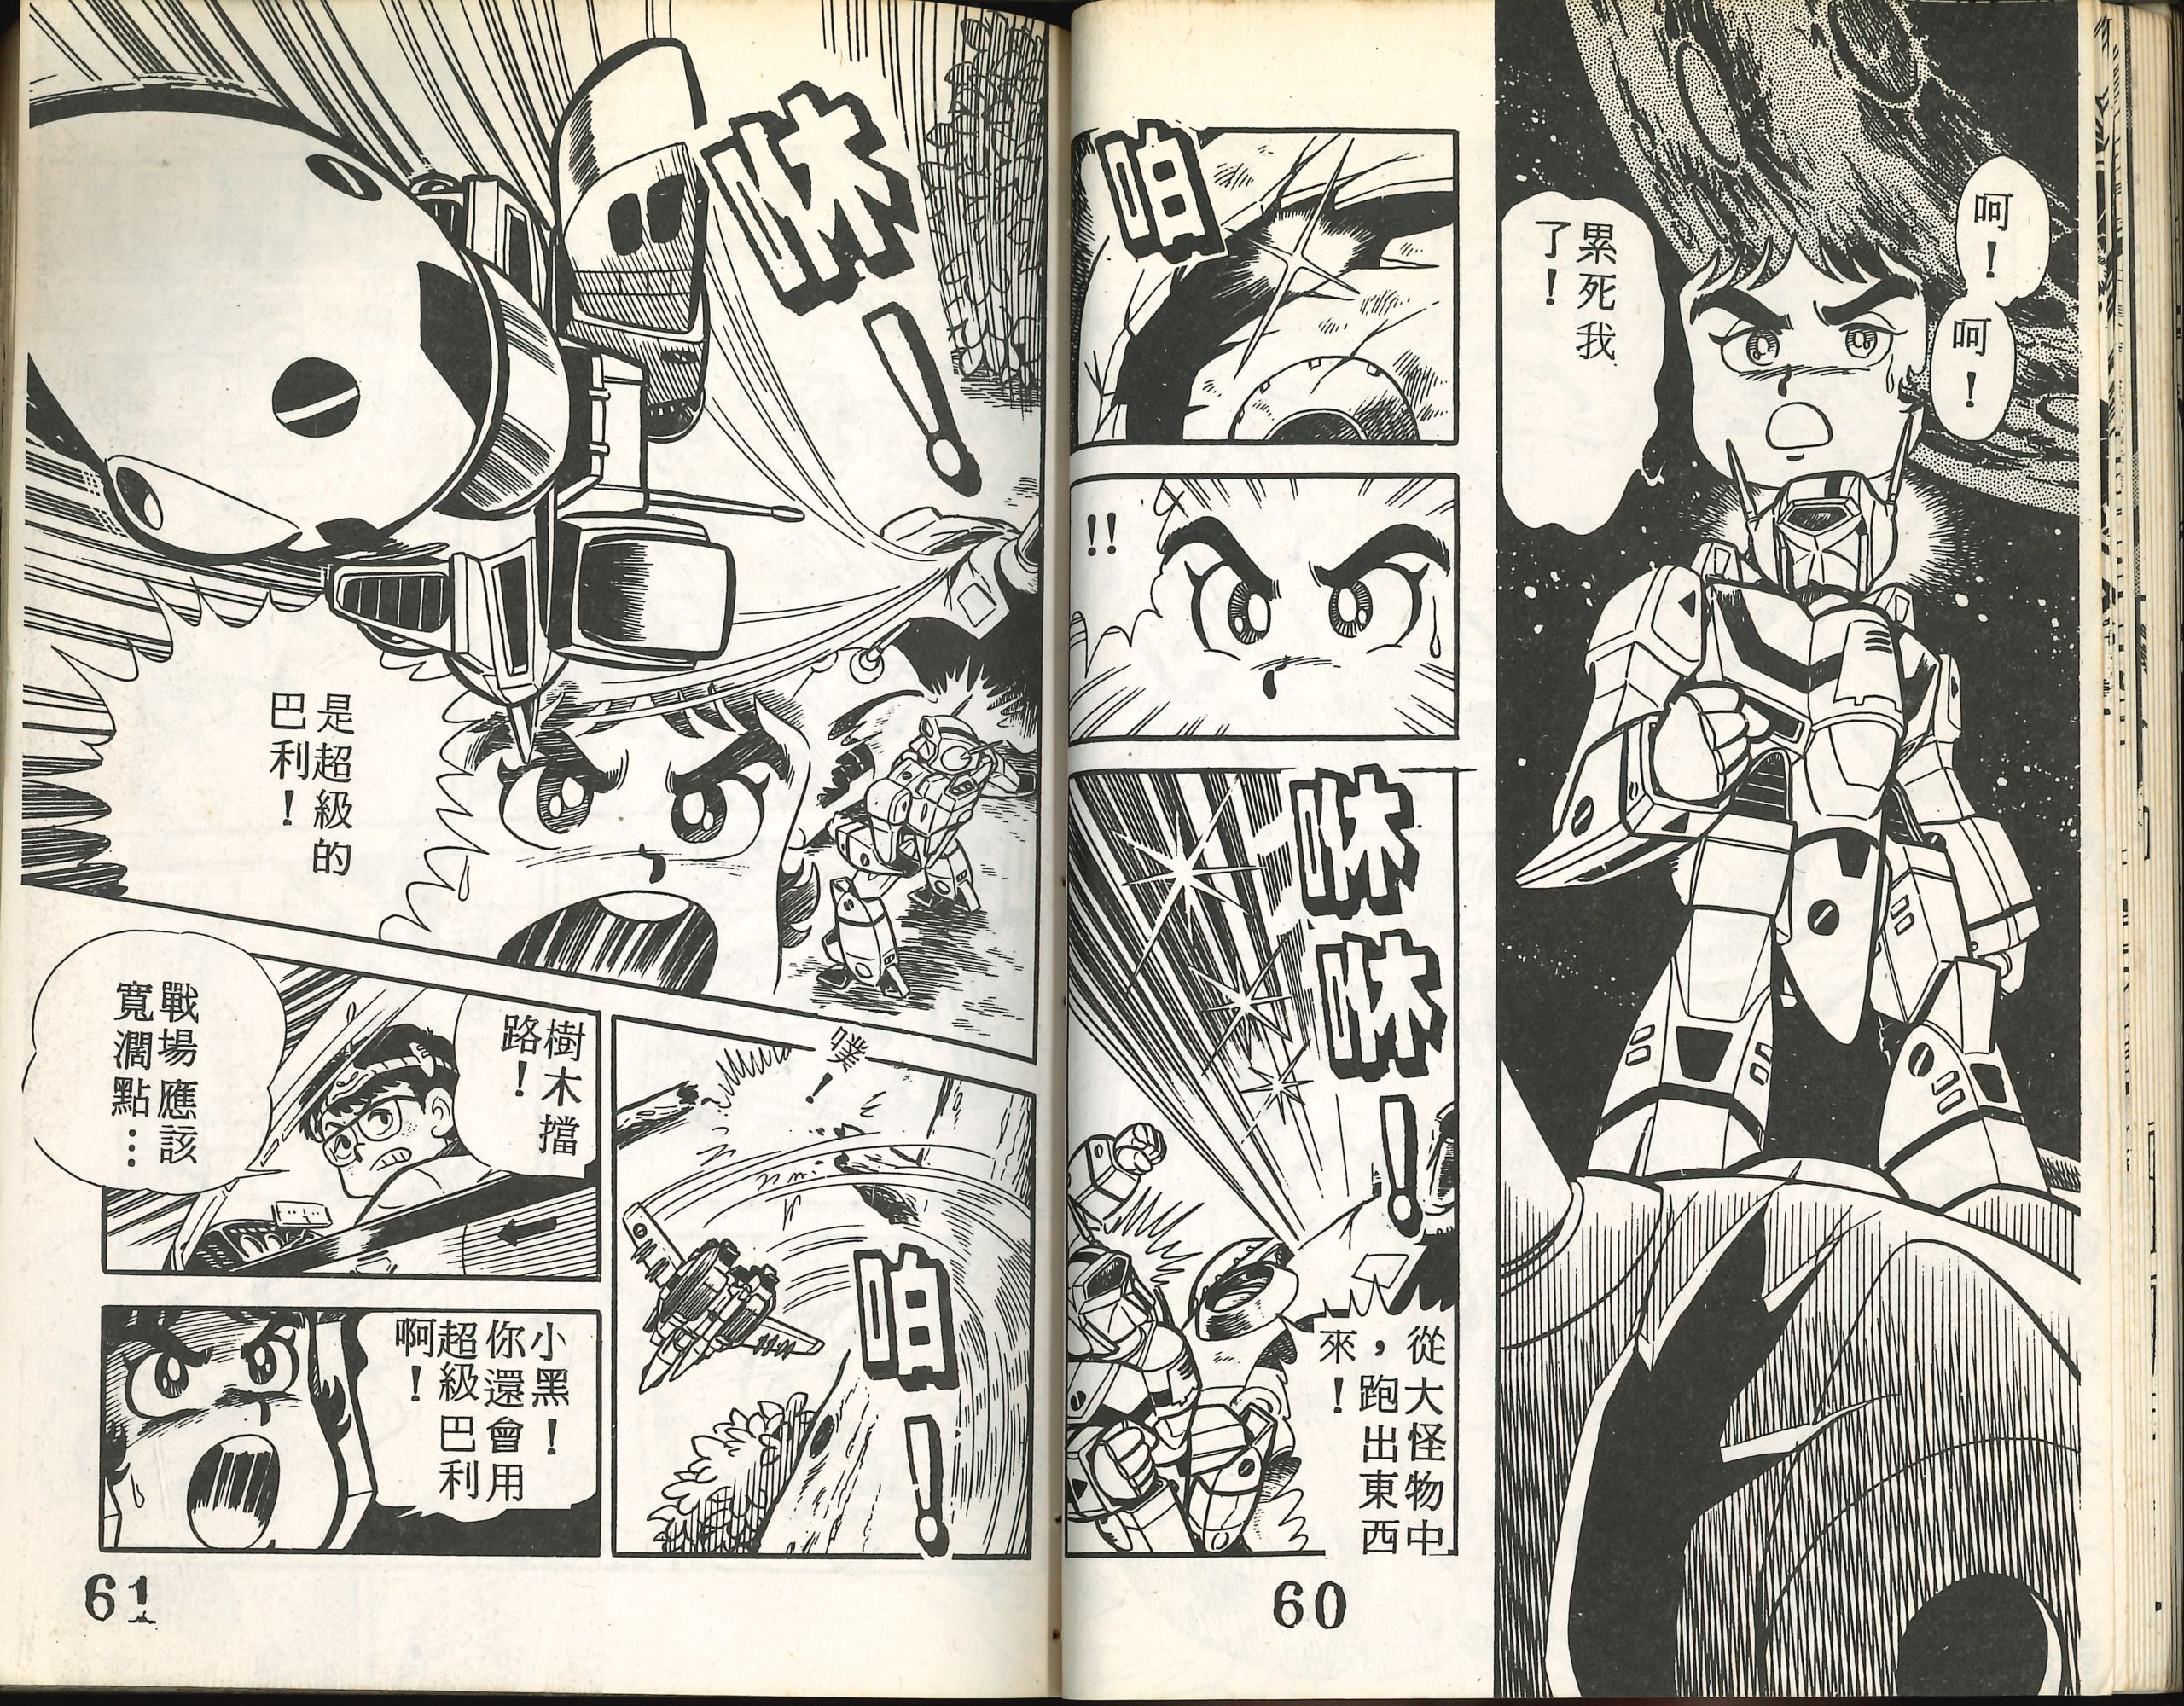 呵！
呵！
累死我
了！
咱
!!
咻
咻！
從大怪物中
，跑出東西
來！
60
咻！
是超級的
巴利！
噗！
咱！
樹木擋
路！
戰場應該
寬濶點…
小黑！
你還會用
超級巴利
啊！
61